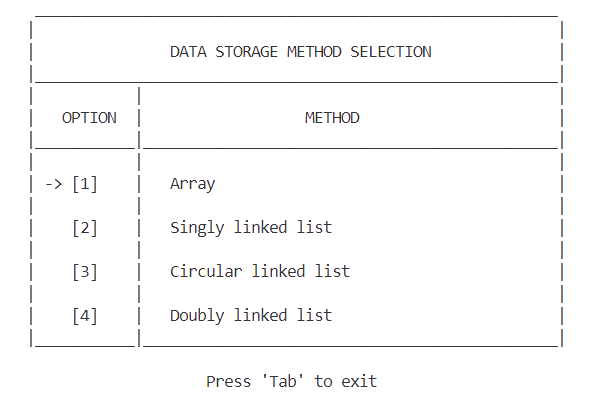 DATA STORAGE METHOD SELECTION
OPTION METHOD
-> [1] Array
[2] Singly linked list
[3] Circular linked list
[4] Doubly linked list
Press 'Tab' to exit